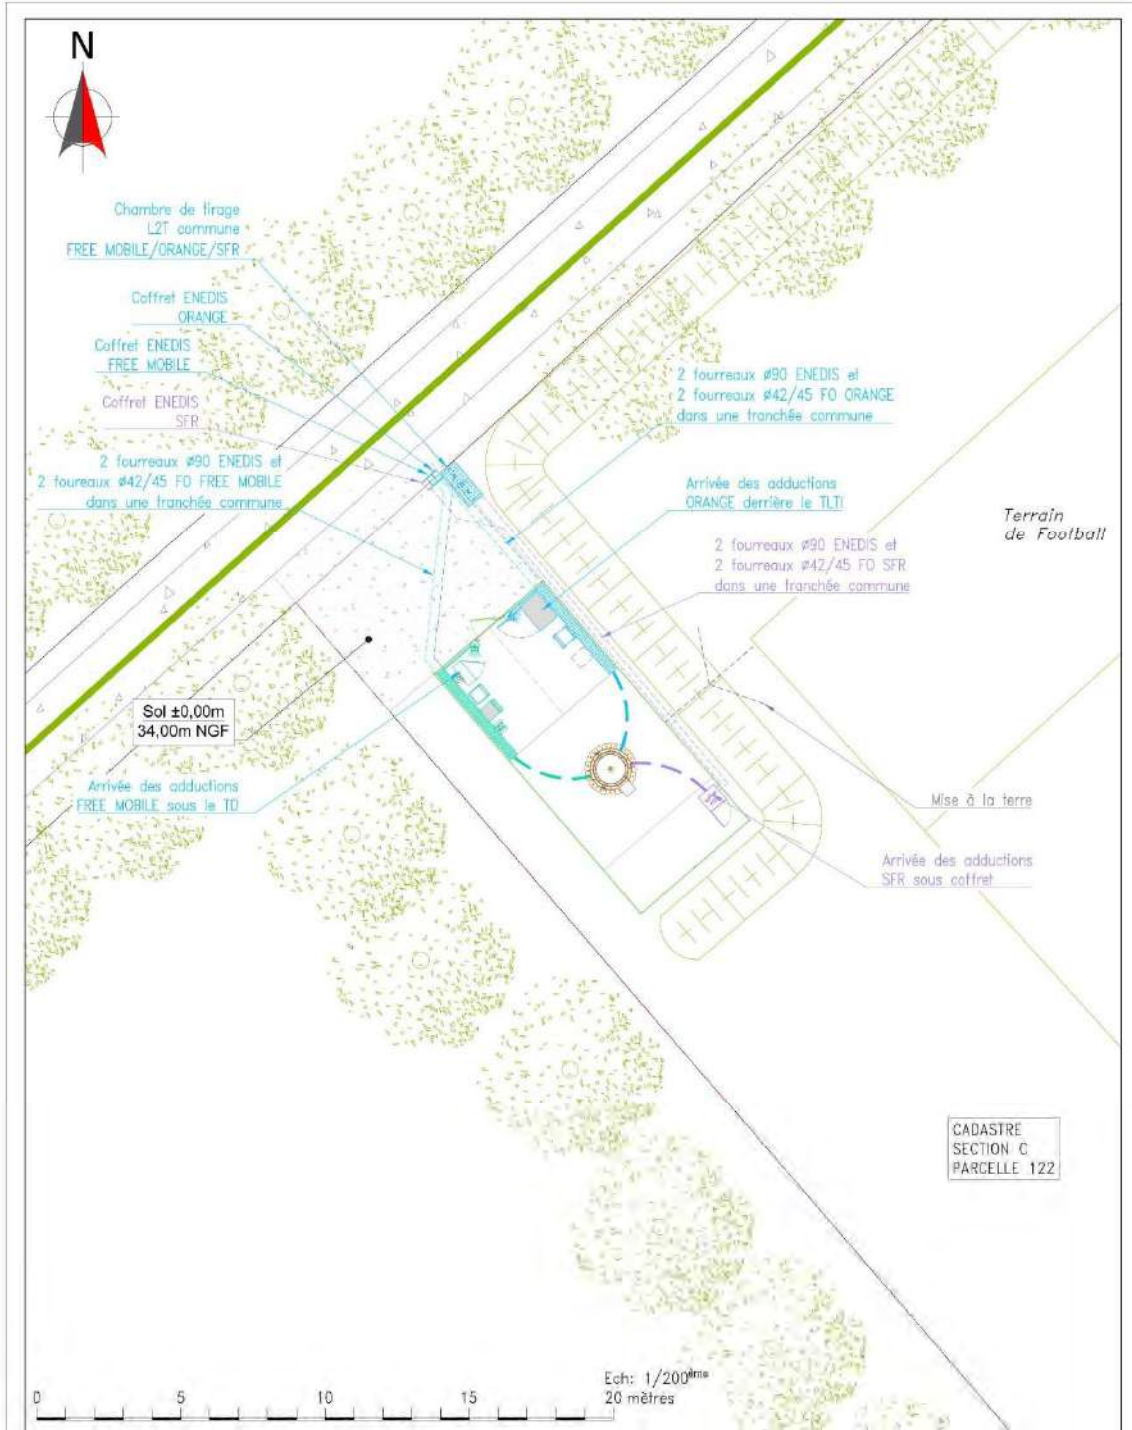 N
Chambre de tirage
L2T commune
FREE MOBILE/ORANGE/SFR
Coffret ENEDIS
ORANGE
Coffret ENEDIS
FREE MOBILE
Coffret ENEDIS
SFR
2 fourreaux ø90 ENEDIS et
2 foureaux ø42/45 FO FREE MOBILE
dans une tranchée commune
2 fourreaux ø90 ENEDIS et
2 fourreaux ø42/45 FO ORANGE
dans une tranchée commune
Arrivée des adductions
ORANGE derrière le TLTI
Terrain
de Football
2 fourreaux ø90 ENEDIS et
2 fourreaux ø42/45 FO SFR
dans une tranchée commune
Sol ±0,00m
34,00m NGF
Arrivée des adductions
FREE MOBILE sous le TD
Mise à la terre
Arrivée des adductions
SFR sous coffret
CADASTRE
SECTION C
PARCELLE 122
Ech: 1/200ème
0 5 10 15 20 mètres